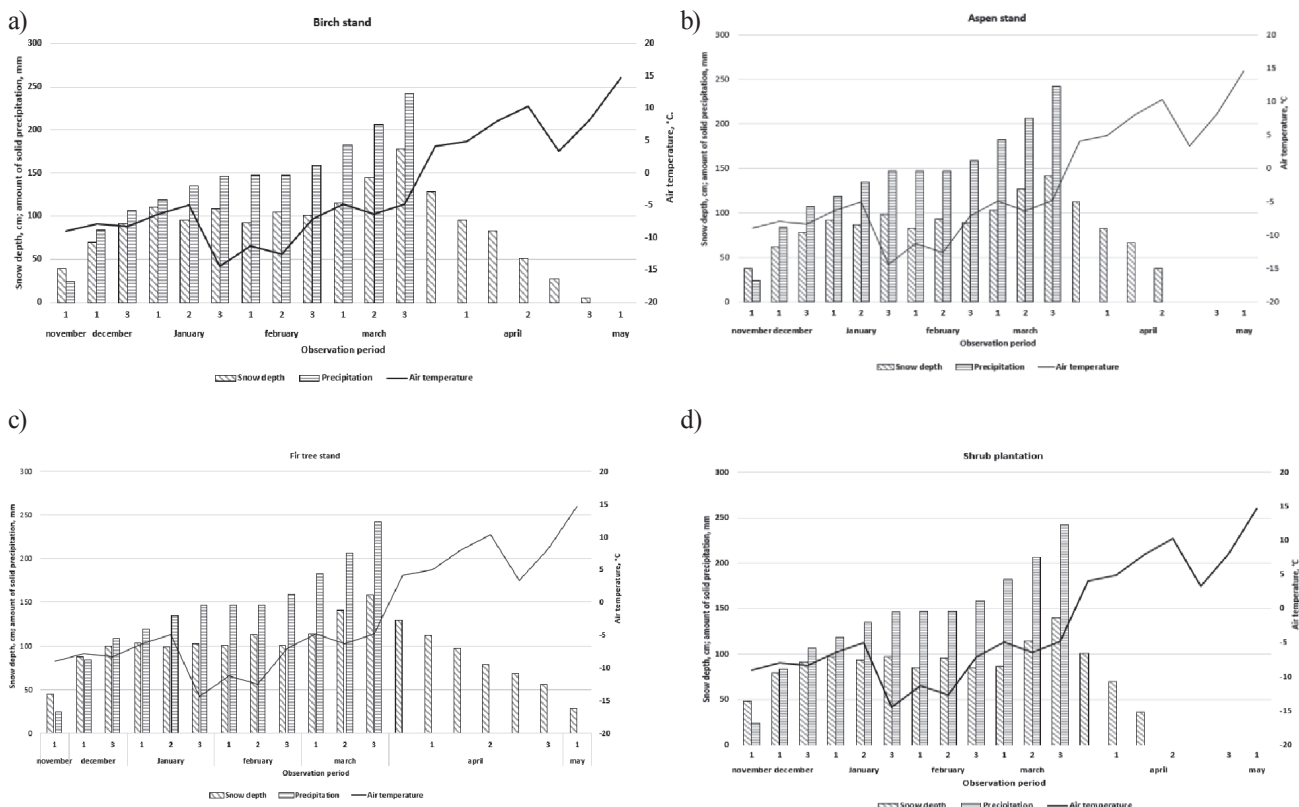 a)
Birch stand
Snow depth, cm; amount of solid precipitation, mm
300
250
200
150
100
50
0
20
15
10
5
0
-5
-10
-15
-20
Air temperature, °C.
1 1 3 1 2 3 1 2 3 1 2 3 1 2 3 1
november december January february march april may
Observation period
Snow depth Precipitation Air temperature
b)
Aspen stand
Snow depth, cm; amount of solid precipitation, mm
300
250
200
150
100
50
0
20
15
10
5
0
-5
-10
-15
-20
Air temperature, °C
1 1 3 1 2 3 1 2 3 1 2 3 1 2 3 1
november december January february march april may
Observation period
Snow depth Precipitation Air temperature
c)
Fir tree stand
Snow depth, cm; amount of solid precipitation, mm
300
250
200
150
100
50
0
20
15
10
5
0
-5
-10
-15
-20
Air temperature, °C
1 1 3 1 2 3 1 2 3 1 2 3 1 2 3 1
november december January february march april may
Observation period
Snow depth Precipitation Air temperature
d)
Shrub plantation
Snow depth, cm; amount of solid precipitation, mm
300
250
200
150
100
50
0
20
15
10
5
0
-5
-10
-15
-20
Air temperature, °C
1 1 3 1 2 3 1 2 3 1 2 3 1 2 3 1
november december January february march april may
Observation period
Snow depth Precipitation Air temperature